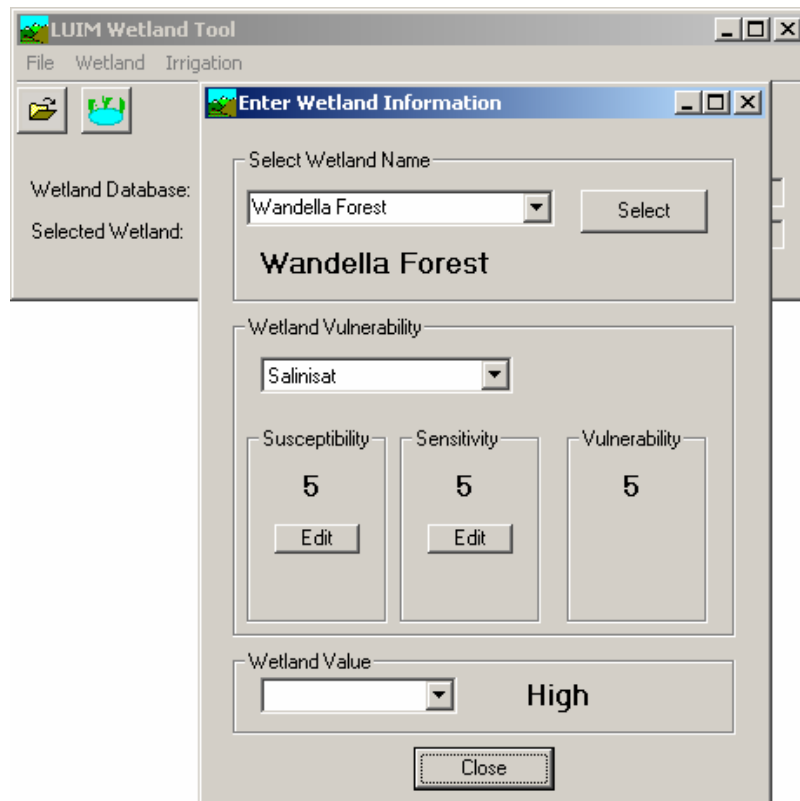 LUIM Wetland Tool
File Wetland Irrigation
Enter Wetland Information
Wetland Database:
Selected Wetland:
Select Wetland Name
Wandella Forest
Select
Wandella Forest
Wetland Vulnerability
Salinisat
Susceptibility Sensitivity Vulnerability
5 5 5
Edit Edit
Wetland Value
High
Close